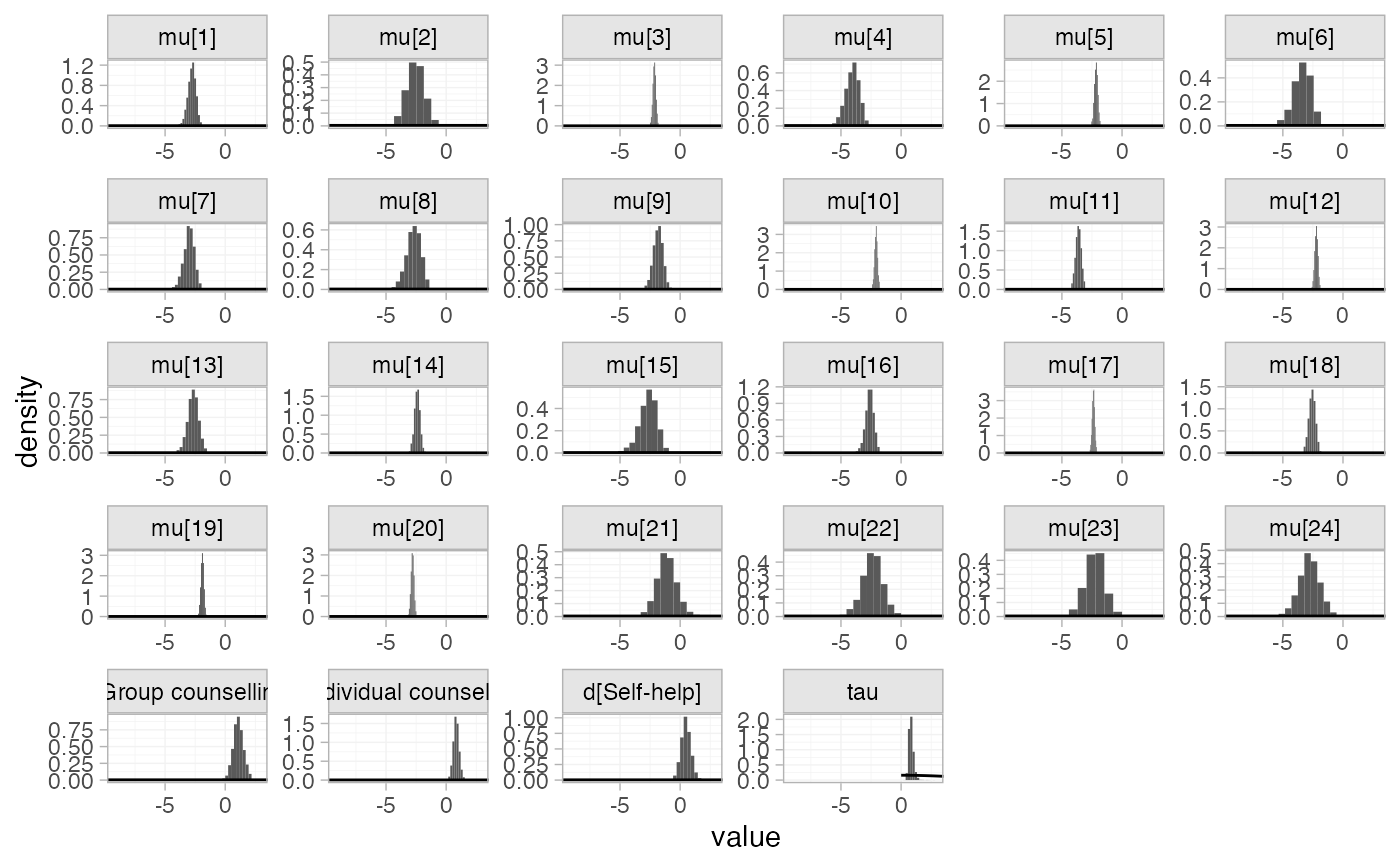 mu[1] mu[2] mu[3] mu[4] mu[5] mu[6]
1.2 0.8 0.4 0.0 0.5 0.4 0.3 0.2 0.1 0.0 3 2 1 0 0.6 0.4 0.2 0.0 2 1 0 0.4 0.2 0.0
-5 0 -5 0 -5 0 -5 0 -5 0 -5 0
mu[7] mu[8] mu[9] mu[10] mu[11] mu[12]
0.75 0.50 0.25 0.00 0.6 0.4 0.2 0.0 1.00 0.75 0.50 0.25 0.00 3 2 1 0 1.5 1.0 0.5 0.0 3 2 1 0
-5 0 -5 0 -5 0 -5 0 -5 0 -5 0
mu[13] mu[14] mu[15] mu[16] mu[17] mu[18]
0.75 0.50 0.25 0.00 1.5 1.0 0.5 0.0 0.4 0.2 0.0 1.2 0.9 0.6 0.3 0.0 3 2 1 0 1.5 1.0 0.5 0.0
-5 0 -5 0 -5 0 -5 0 -5 0 -5 0
density
mu[19] mu[20] mu[21] mu[22] mu[23] mu[24]
3 2 1 0 3 2 1 0 0.5 0.4 0.3 0.2 0.1 0.0 0.4 0.3 0.2 0.1 0.0 0.4 0.3 0.2 0.1 0.0 0.5 0.4 0.3 0.2 0.1 0.0
-5 0 -5 0 -5 0 -5 0 -5 0 -5 0
Group counsellin dividual counsel d[Self-help] tau
0.75 0.50 0.25 0.00 1.5 1.0 0.5 0.0 1.00 0.75 0.50 0.25 0.00 2.0 1.5 1.0 0.5 0.0
-5 0 -5 0 -5 0 -5 0
value